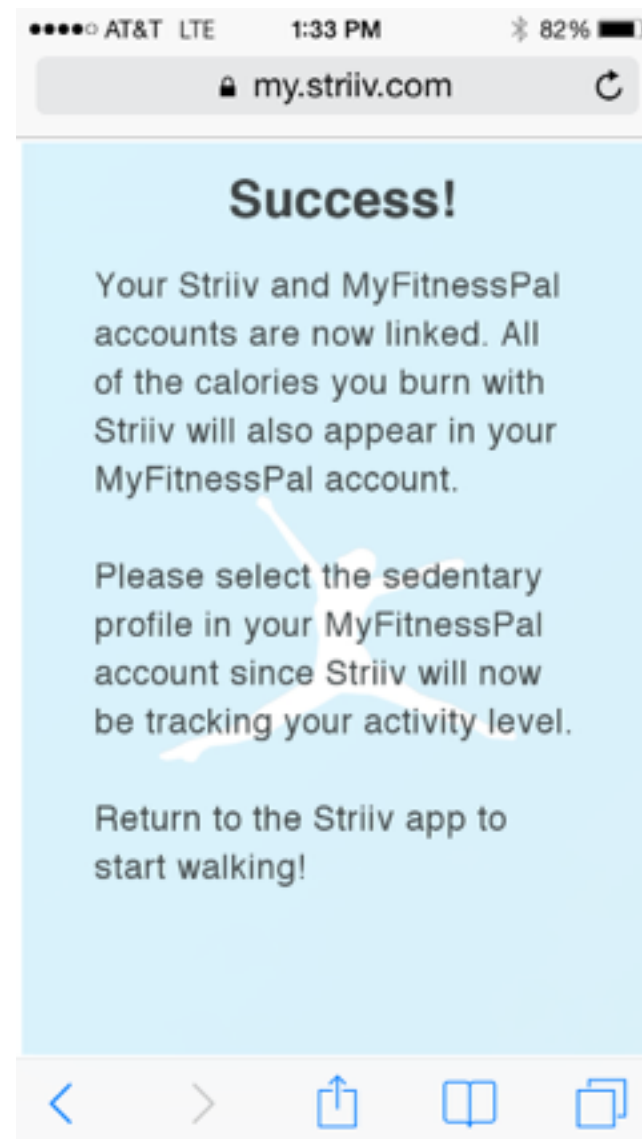 AT&T LTE 1:33 PM 82%
my.striiv.com
Success!
Your Striiv and MyFitnessPal
accounts are now linked. All
of the calories you burn with
Striiv will also appear in your
MyFitnessPal account.
Please select the sedentary
profile in your MyFitnessPal
account since Striiv will now
be tracking your activity level.
Return to the Striiv app to
start walking!